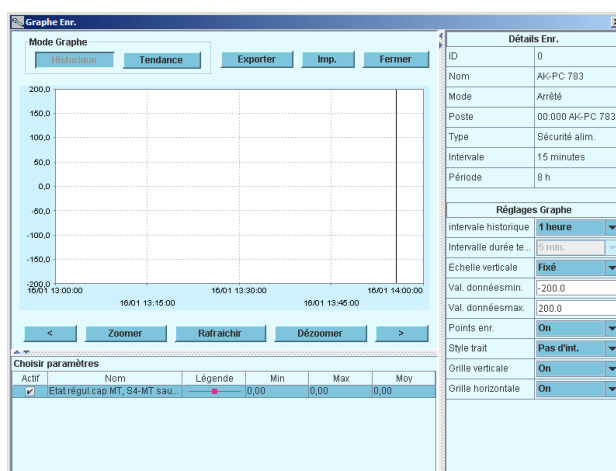 Graphe Enr.
Mode Graphe
Historique Tendance Exporter Imp. Fermer
200,0
150,0
100,0
50,0
0,0
-50,0
-100,0
-150,0
-200,0
16/01 13:00:00 16/01 13:30:00 16/01 14:00:00
16/01 13:15:00 16/01 13:45:00
< Zoomer Rafraichir Dézoomer >
Choisir paramètres
Actif Nom Légende Min Max Moy
Etat régul.cap MT, S4-MT sau... 0,00 0,00 0,00
Détails Enr.
ID 0
Nom AK-PC 783
Mode Arrêté
Poste 00:000 AK-PC 783
Type Sécurité alim.
Intervale 15 minutes
Période 8 h
Réglages Graphe
intervale historique 1 heure
Intervalle durée te... 5 min.
Echelle verticale Fixé
Val. donnéesmin. -200.0
Val. donnéesmax. 200.0
Points enr. On
Style trait Pas d'int.
Grille verticale On
Grille horizontale On